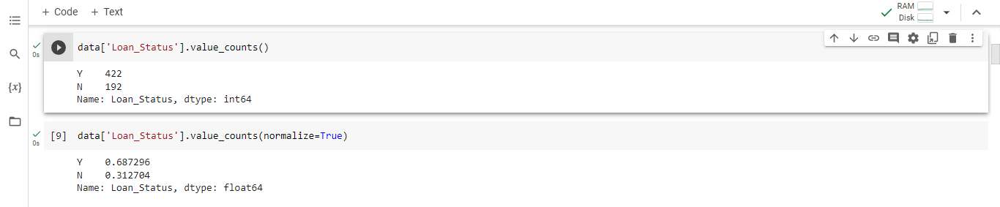 + Code + Text
RAM
Disk
{x}
0s
data['Loan_Status'].value_counts()
Y    422
N    192
Name: Loan_Status, dtype: int64
0s
[9] data['Loan_Status'].value_counts(normalize=True)
Y    0.687296
N    0.312704
Name: Loan_Status, dtype: float64